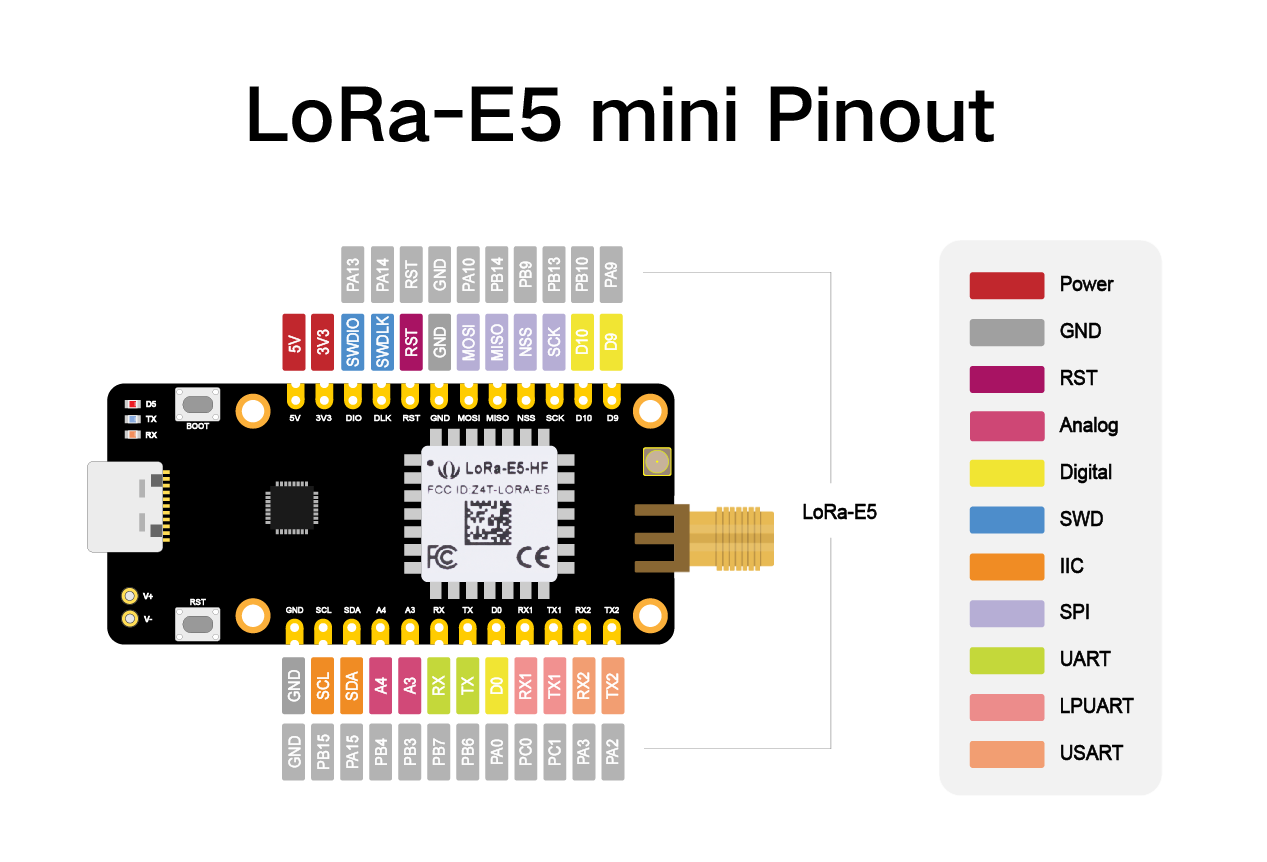 LoRa-E5 mini Pinout
PA13 PA14 RST GND PA10 PB14 PB9 PB13 PB10 PA9
5V 3V3 SWDIO SWDLK RST GND MOSI MISO NSS SCK D10 D9
5V 3V3 DIO DLK RST GND MOSI MISO NSS SCK D10 D9
D5
TX
RX
BOOT
LoRa-E5-HF
FCC ID:Z4T-LORA-E5
FC CE
V+
V-
RST
GND SCL SDA A4 A3 RX TX D0 RX1 TX1 RX2 TX2
GND SCL SDA A4 A3 RX TX D0 RX1 TX1 RX2 TX2
GND PB15 PA15 PB4 PB3 PB7 PB6 PA0 PC0 PC1 PA3 PA2
LoRa-E5
Power
GND
RST
Analog
Digital
SWD
IIC
SPI
UART
LPUART
USART